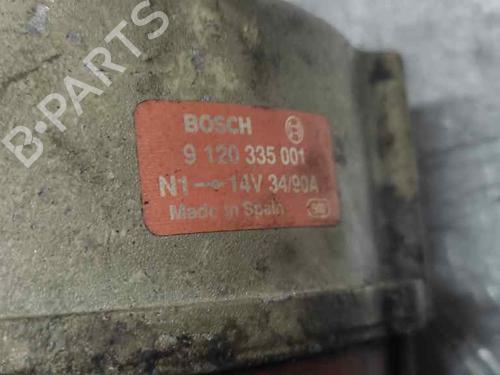 B-PARTS
BOSCH
9 120 335 001
N1→14V 34/90A
Made in Spain